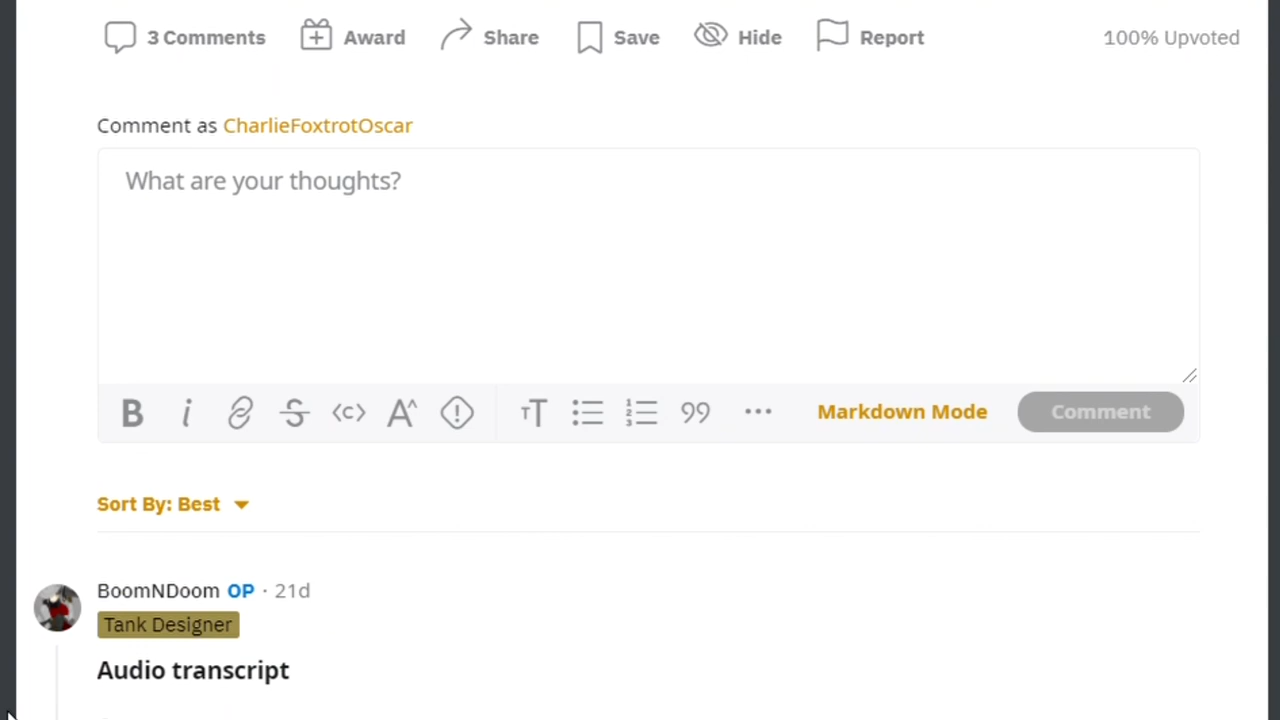 3 Comments Award Share Save Hide Report 100% Upvoted
Comment as CharlieFoxtrotOscar
What are your thoughts?
Markdown Mode Comment
Sort By: Best
BoomNDoom OP · 21d
Tank Designer
Audio transcript